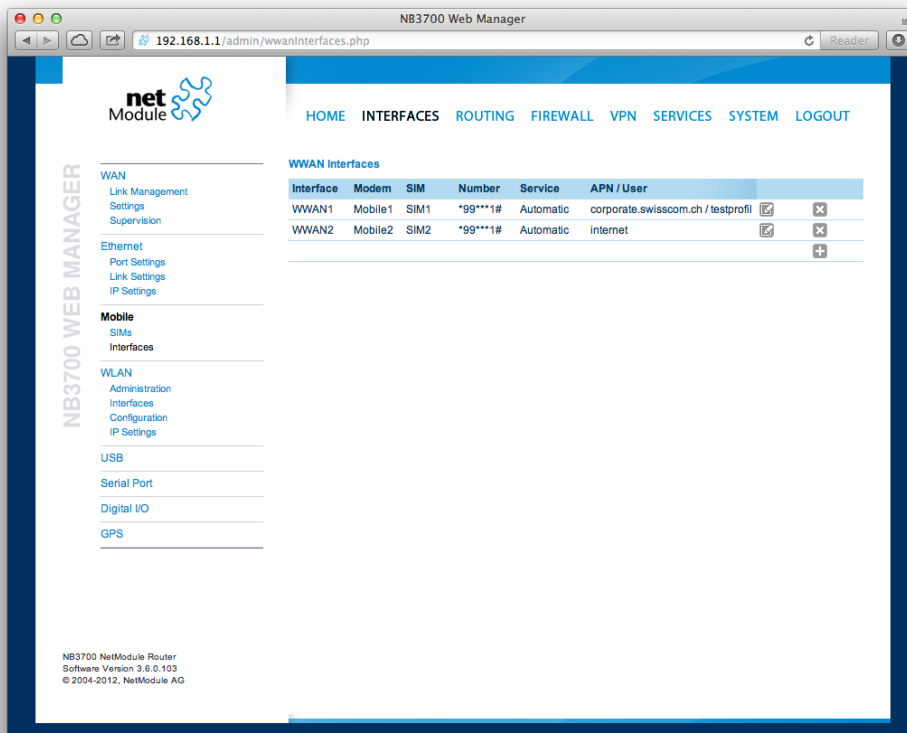 NB3700 Web Manager
192.168.1.1/admin/wwanInterfaces.php
Reader
net
Module
HOME INTERFACES ROUTING FIREWALL VPN SERVICES SYSTEM LOGOUT
NB3700 WEB MANAGER
WAN
Link Management
Settings
Supervision
Ethernet
Port Settings
Link Settings
IP Settings
Mobile
SIMs
Interfaces
WLAN
Administration
Interfaces
Configuration
IP Settings
USB
Serial Port
Digital I/O
GPS
WWAN Interfaces
Interface Modem SIM Number Service APN / User
WWAN1 Mobile1 SIM1 *99***1# Automatic corporate.swisscom.ch / testprofil
WWAN2 Mobile2 SIM2 *99***1# Automatic internet
NB3700 NetModule Router
Software Version 3.6.0.103
© 2004-2012, NetModule AG